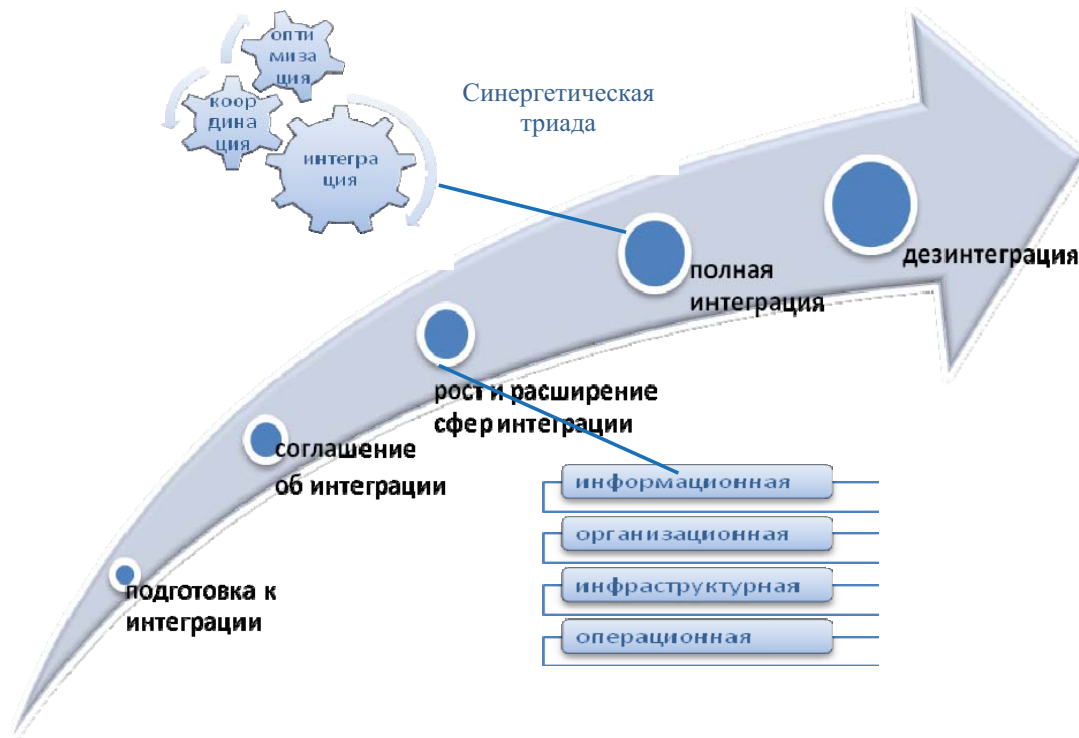 опти
миза
ция
коор
дина
ция
интегра
ция
Синергетическая
триада
дезинтеграция
полная
интеграция
рост и расширение
сфер интеграции
соглашение
об интеграции
подготовка к
интеграции
информационная
организационная
инфраструктурная
операционная